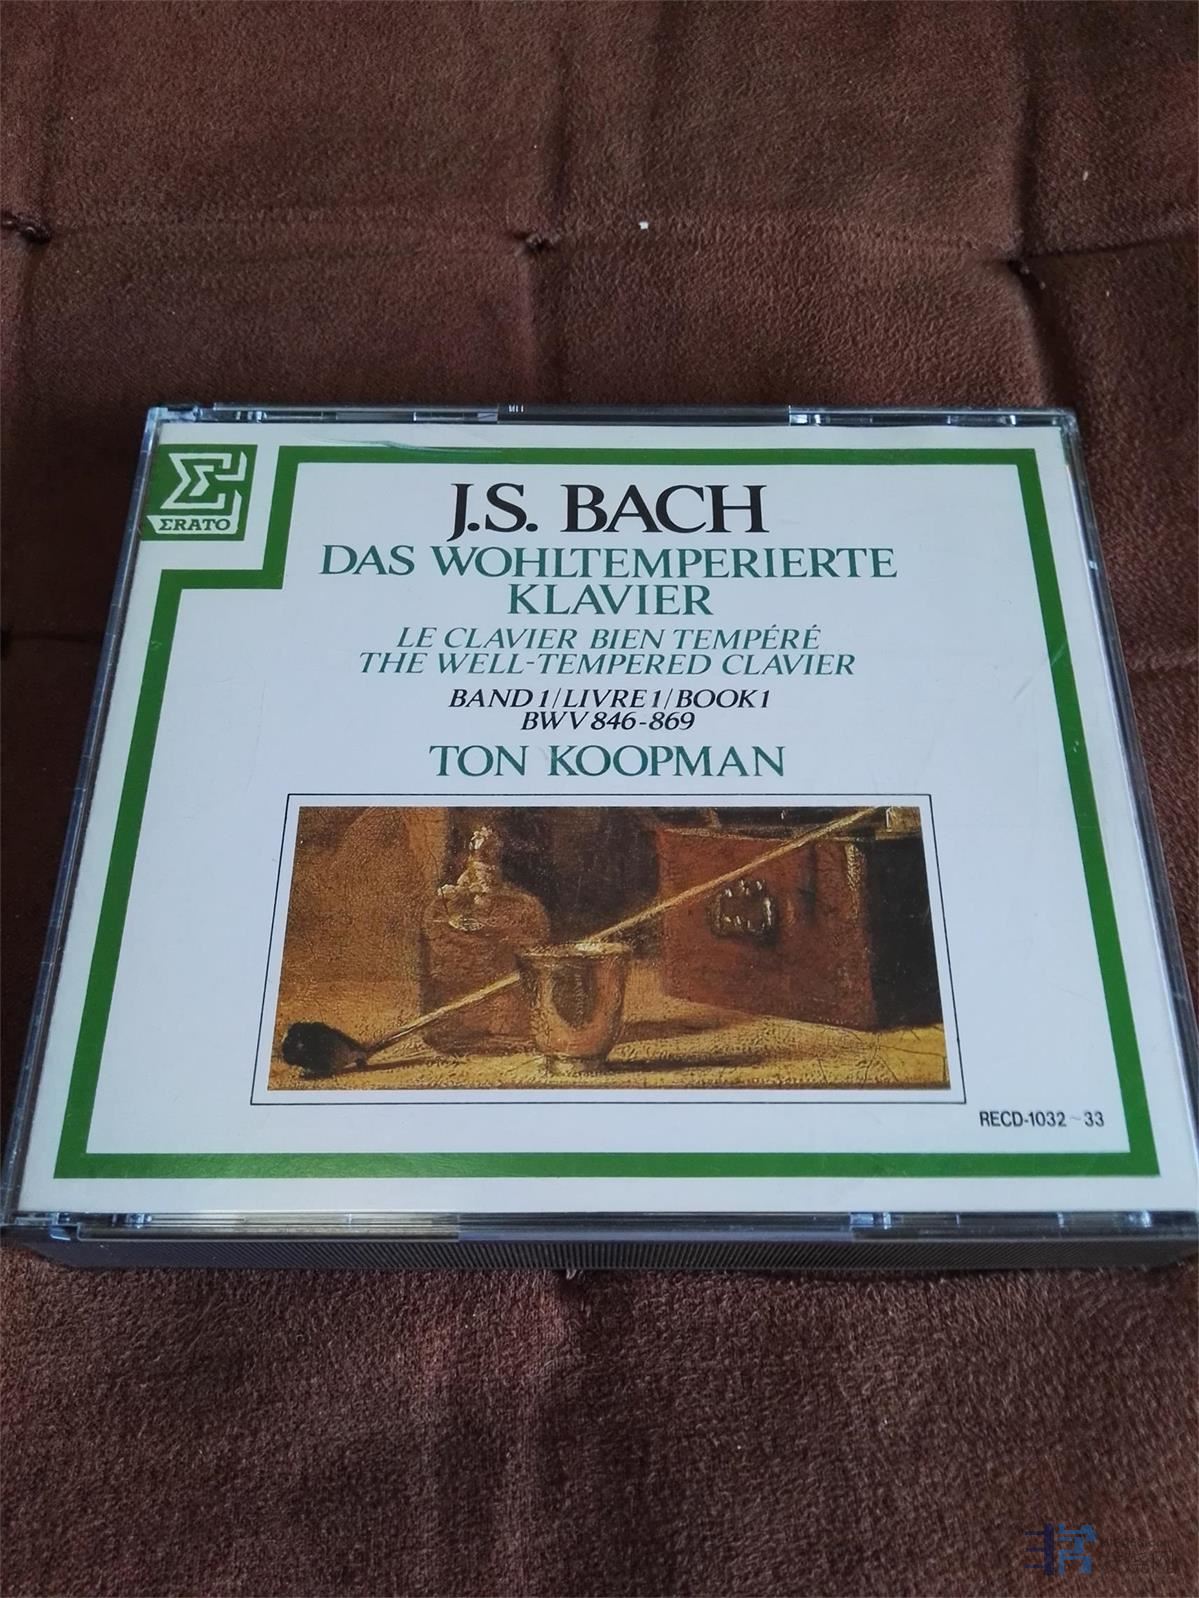 ΣRATO
J.S. BACH
DAS WOHLTEMPERIERTE
KLAVIER
LE CLAVIER BIEN TEMPÉRÉ
THE WELL-TEMPERED CLAVIER
BAND 1/LIVRE 1/BOOK 1
BWV 846-869
TON KOOPMAN
RECD-1032~33